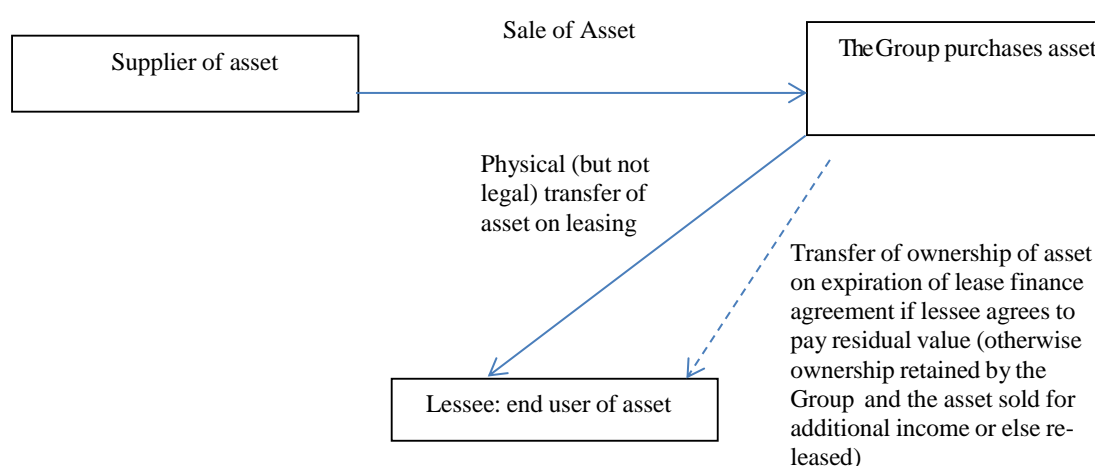 Sale of Asset
Supplier of asset
The Group purchases asset
Physical (but not
legal) transfer of
asset on leasing
Transfer of ownership of asset
on expiration of lease finance
agreement if lessee agrees to
pay residual value (otherwise
ownership retained by the
Group and the asset sold for
additional income or else re-
leased)
Lessee: end user of asset